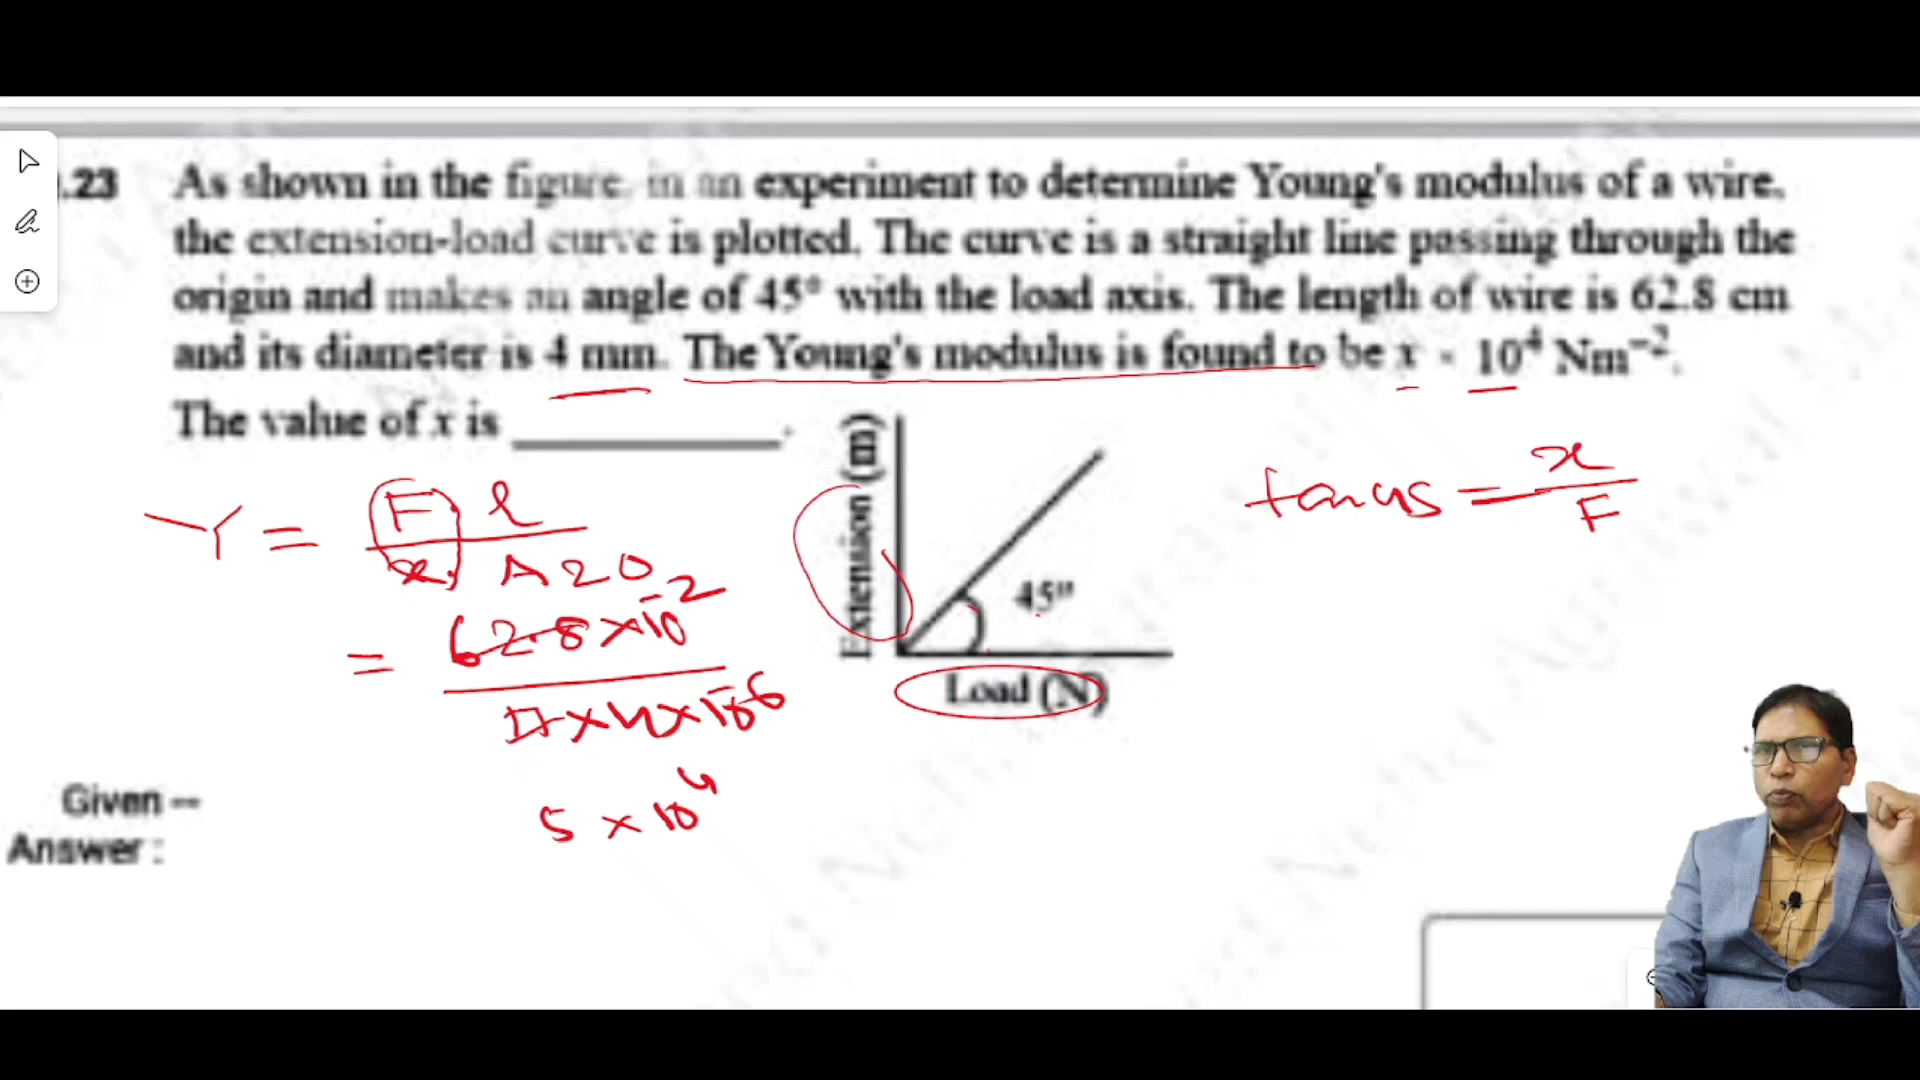 .23 As shown in the figure, in an experiment to determine Young's modulus of a wire,
the extension-load curve is plotted. The curve is a straight line passing through the
origin and makes an angle of 45° with the load axis. The length of wire is 62.8 cm
and its diameter is 4 mm. The Young's modulus is found to be x × 10⁴ Nm⁻².
The value of x is ________.
Extension (m)
45°
Load (N)
tan45 = x/F
Y = F l / x A
= 62.8×10⁻² / π×4×10⁻⁶
5 × 10⁴
Given --
Answer :